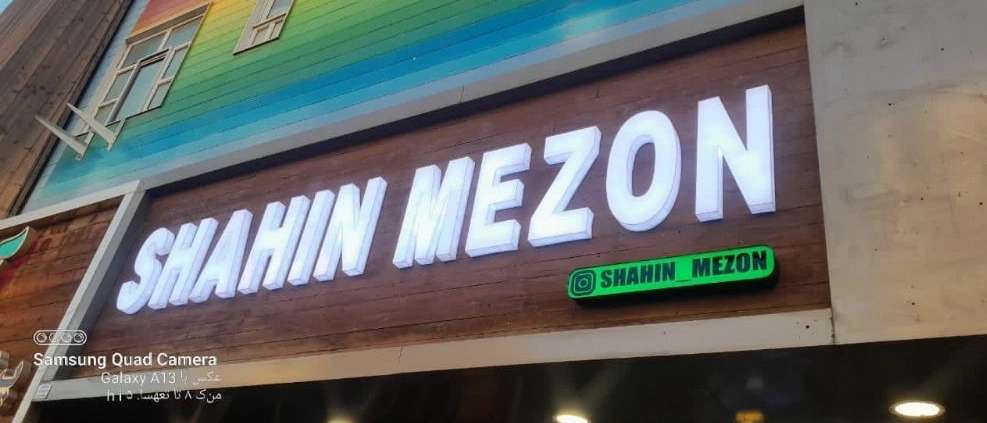 SHAHIN MEZON
SHAHIN_MEZON
Samsung Quad Camera
عکس با Galaxy A13